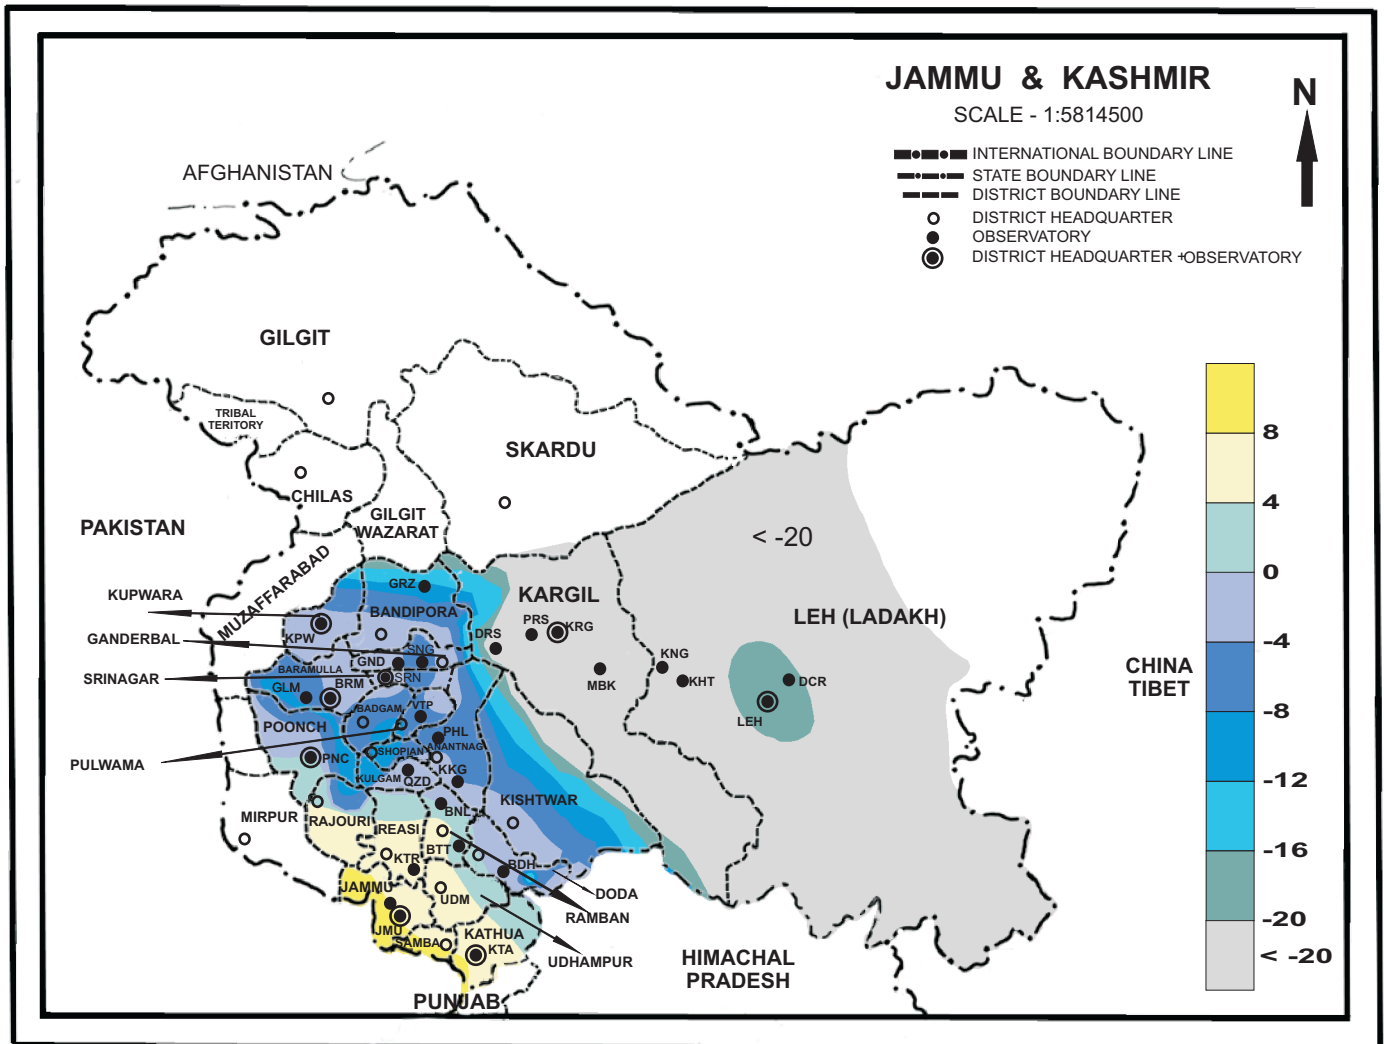 JAMMU & KASHMIR
SCALE - 1:5814500
N
INTERNATIONAL BOUNDARY LINE
STATE BOUNDARY LINE
DISTRICT BOUNDARY LINE
DISTRICT HEADQUARTER
OBSERVATORY
DISTRICT HEADQUARTER +OBSERVATORY
AFGHANISTAN
GILGIT
TRIBAL
TERITORY
SKARDU
CHILAS
GILGIT
WAZARAT
PAKISTAN
< -20
MUZAFFARABAD
GRZ
KARGIL
KUPWARA
BANDIPORA
LEH (LADAKH)
PRS
KRG
KPW
DRS
GANDERBAL
SNG
GND
KNG
BARAMULLA
SRN
SRINAGAR
KHT
DCR
MBK
GLM
BRM
BADGAM
VTP
LEH
POONCH
PHL
ANANTNAG
SHOPIAN
PNC
PULWAMA
KKG
KULGAM
QZD
KISHTWAR
BNL
MIRPUR
RAJOURI
REASI
BTT
KTR
BDH
JAMMU
DODA
UDM
RAMBAN
JMU
SAMBA
KATHUA
KTA
UDHAMPUR
HIMACHAL
PRADESH
PUNJAB
CHINA
TIBET
8
4
0
-4
-8
-12
-16
-20
< -20